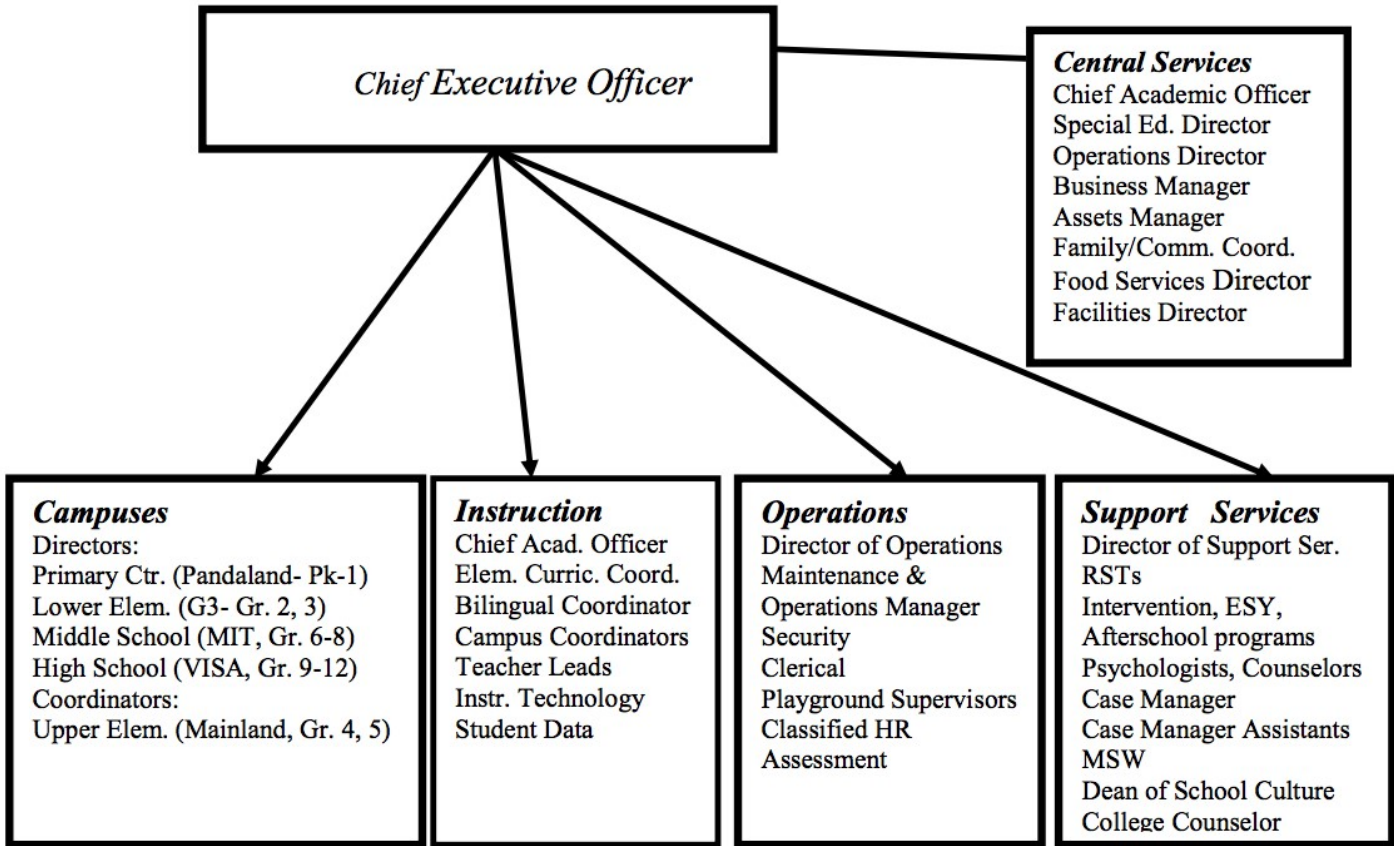 Chief Executive Officer
Central Services
Chief Academic Officer
Special Ed. Director
Operations Director
Business Manager
Assets Manager
Family/Comm. Coord.
Food Services Director
Facilities Director
Campuses
Directors:
Primary Ctr. (Pandaland- Pk-1)
Lower Elem. (G3- Gr. 2, 3)
Middle School (MIT, Gr. 6-8)
High School (VISA, Gr. 9-12)
Coordinators:
Upper Elem. (Mainland, Gr. 4, 5)
Instruction
Chief Acad. Officer
Elem. Curric. Coord.
Bilingual Coordinator
Campus Coordinators
Teacher Leads
Instr. Technology
Student Data
Operations
Director of Operations
Maintenance &
Operations Manager
Security
Clerical
Playground Supervisors
Classified HR
Assessment
Support Services
Director of Support Ser.
RSTs
Intervention, ESY,
Afterschool programs
Psychologists, Counselors
Case Manager
Case Manager Assistants
MSW
Dean of School Culture
College Counselor